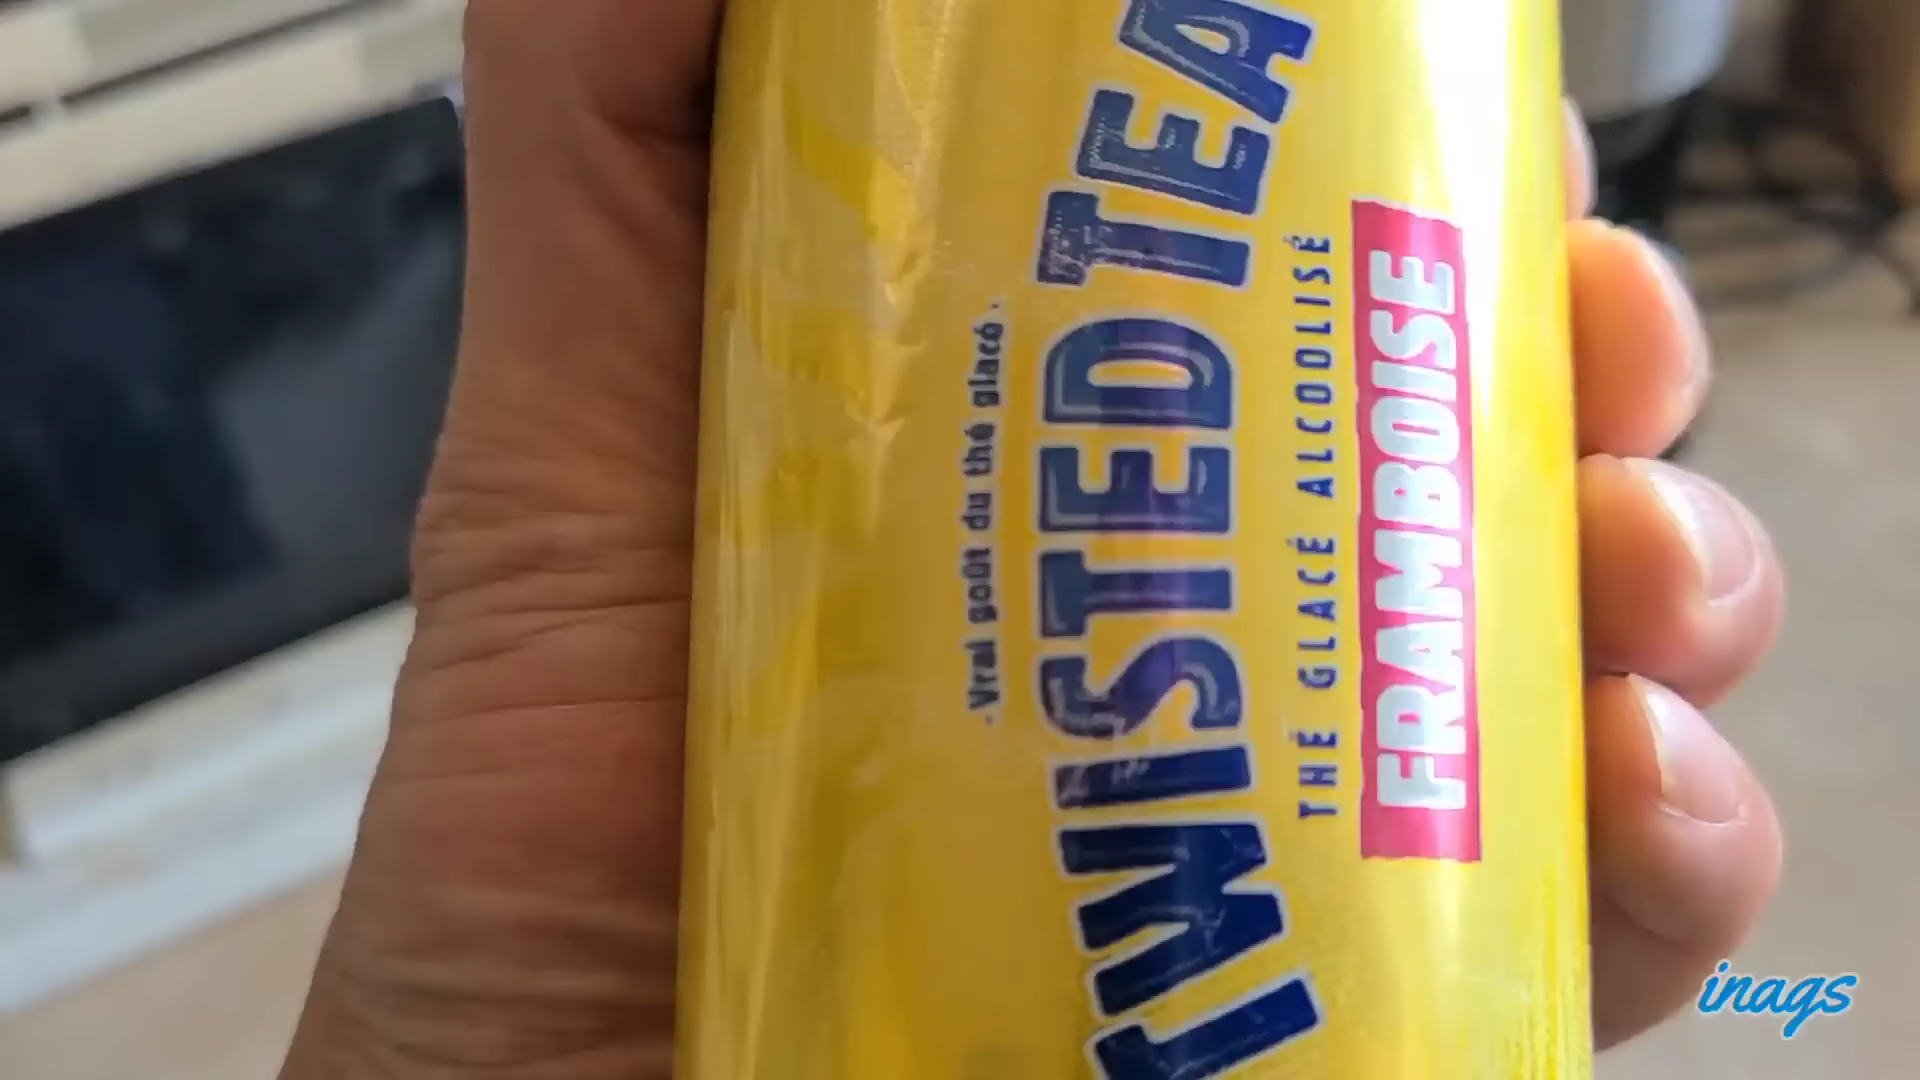 · Vrai goût du thé glacé ·
TWISTED TEA
THÉ GLACÉ ALCOOLISÉ
FRAMBOISE
inags